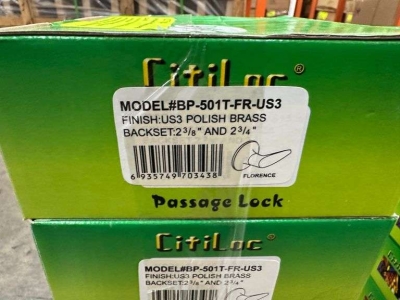 CitiLoc®
MODEL#BP-501T-FR-US3
FINISH:US3 POLISH BRASS
BACKSET:2 3/8" AND 2 3/4"
6 935749 703438
FLORENCE
Passage Lock
CitiLoc®
MODEL#BP-501T-FR-US3
FINISH:US3 POLISH BRASS
BACKSET:2 3/8" AND 2 3/4"